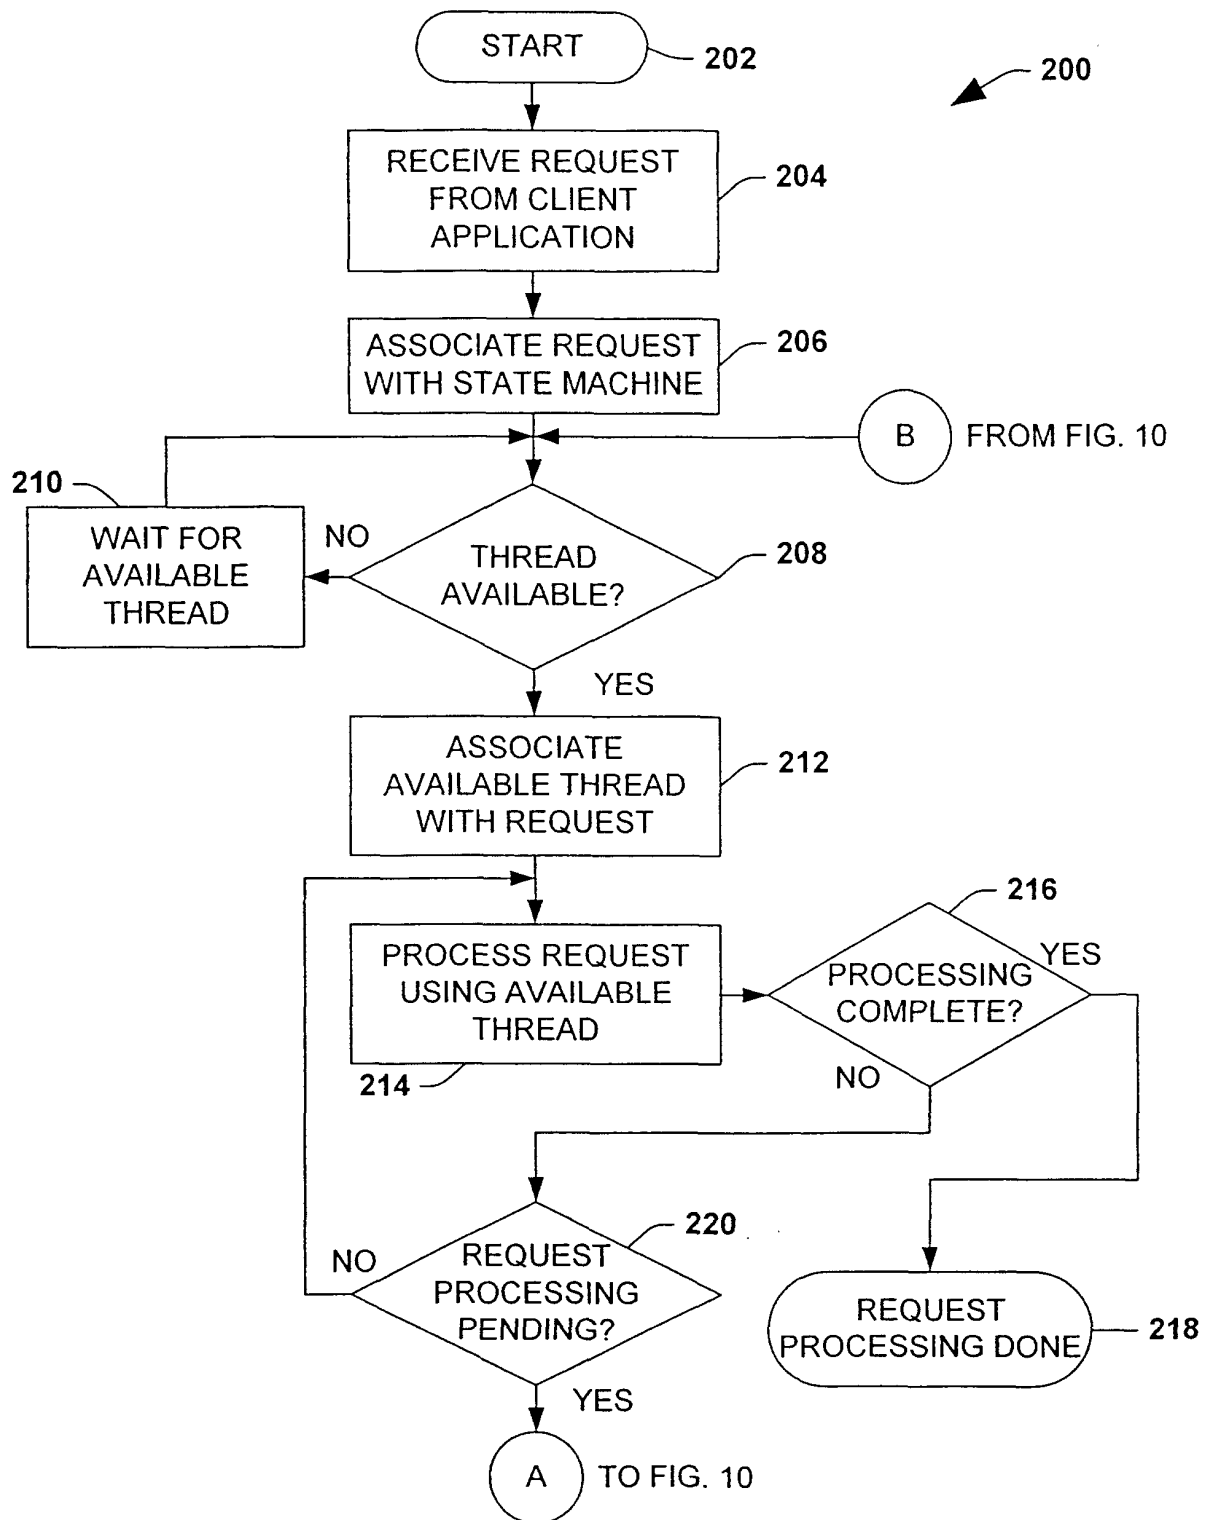 START
202
200
RECEIVE REQUEST
FROM CLIENT
APPLICATION
204
ASSOCIATE REQUEST
WITH STATE MACHINE
206
B
FROM FIG. 10
210
WAIT FOR
AVAILABLE
THREAD
NO
THREAD
AVAILABLE?
208
YES
ASSOCIATE
AVAILABLE THREAD
WITH REQUEST
212
PROCESS REQUEST
USING AVAILABLE
THREAD
214
216
PROCESSING
COMPLETE?
YES
NO
220
REQUEST
PROCESSING
PENDING?
NO
YES
REQUEST
PROCESSING DONE
218
A
TO FIG. 10